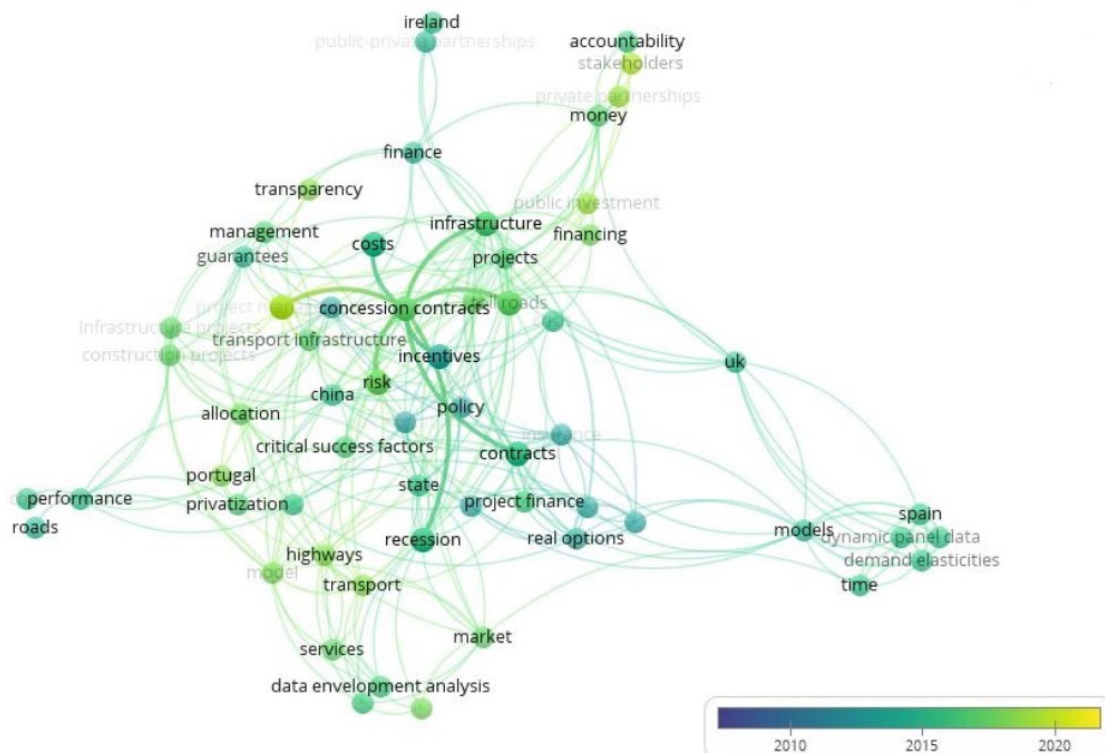 ireland
public-private partnerships
accountability
stakeholders
private partnerships
money
finance
transparency
public investment
infrastructure
management
financing
costs
guarantees
projects
concession contracts
toll roads
infrastructure projects
transport infrastructure
construction projects
incentives
uk
risk
china
policy
allocation
insurance
critical success factors
contracts
portugal
state
performance
privatization
project finance
spain
roads
models
dynamic panel data
recession
real options
highways
demand elasticities
model
transport
time
market
services
data envelopment analysis
2010
2015
2020